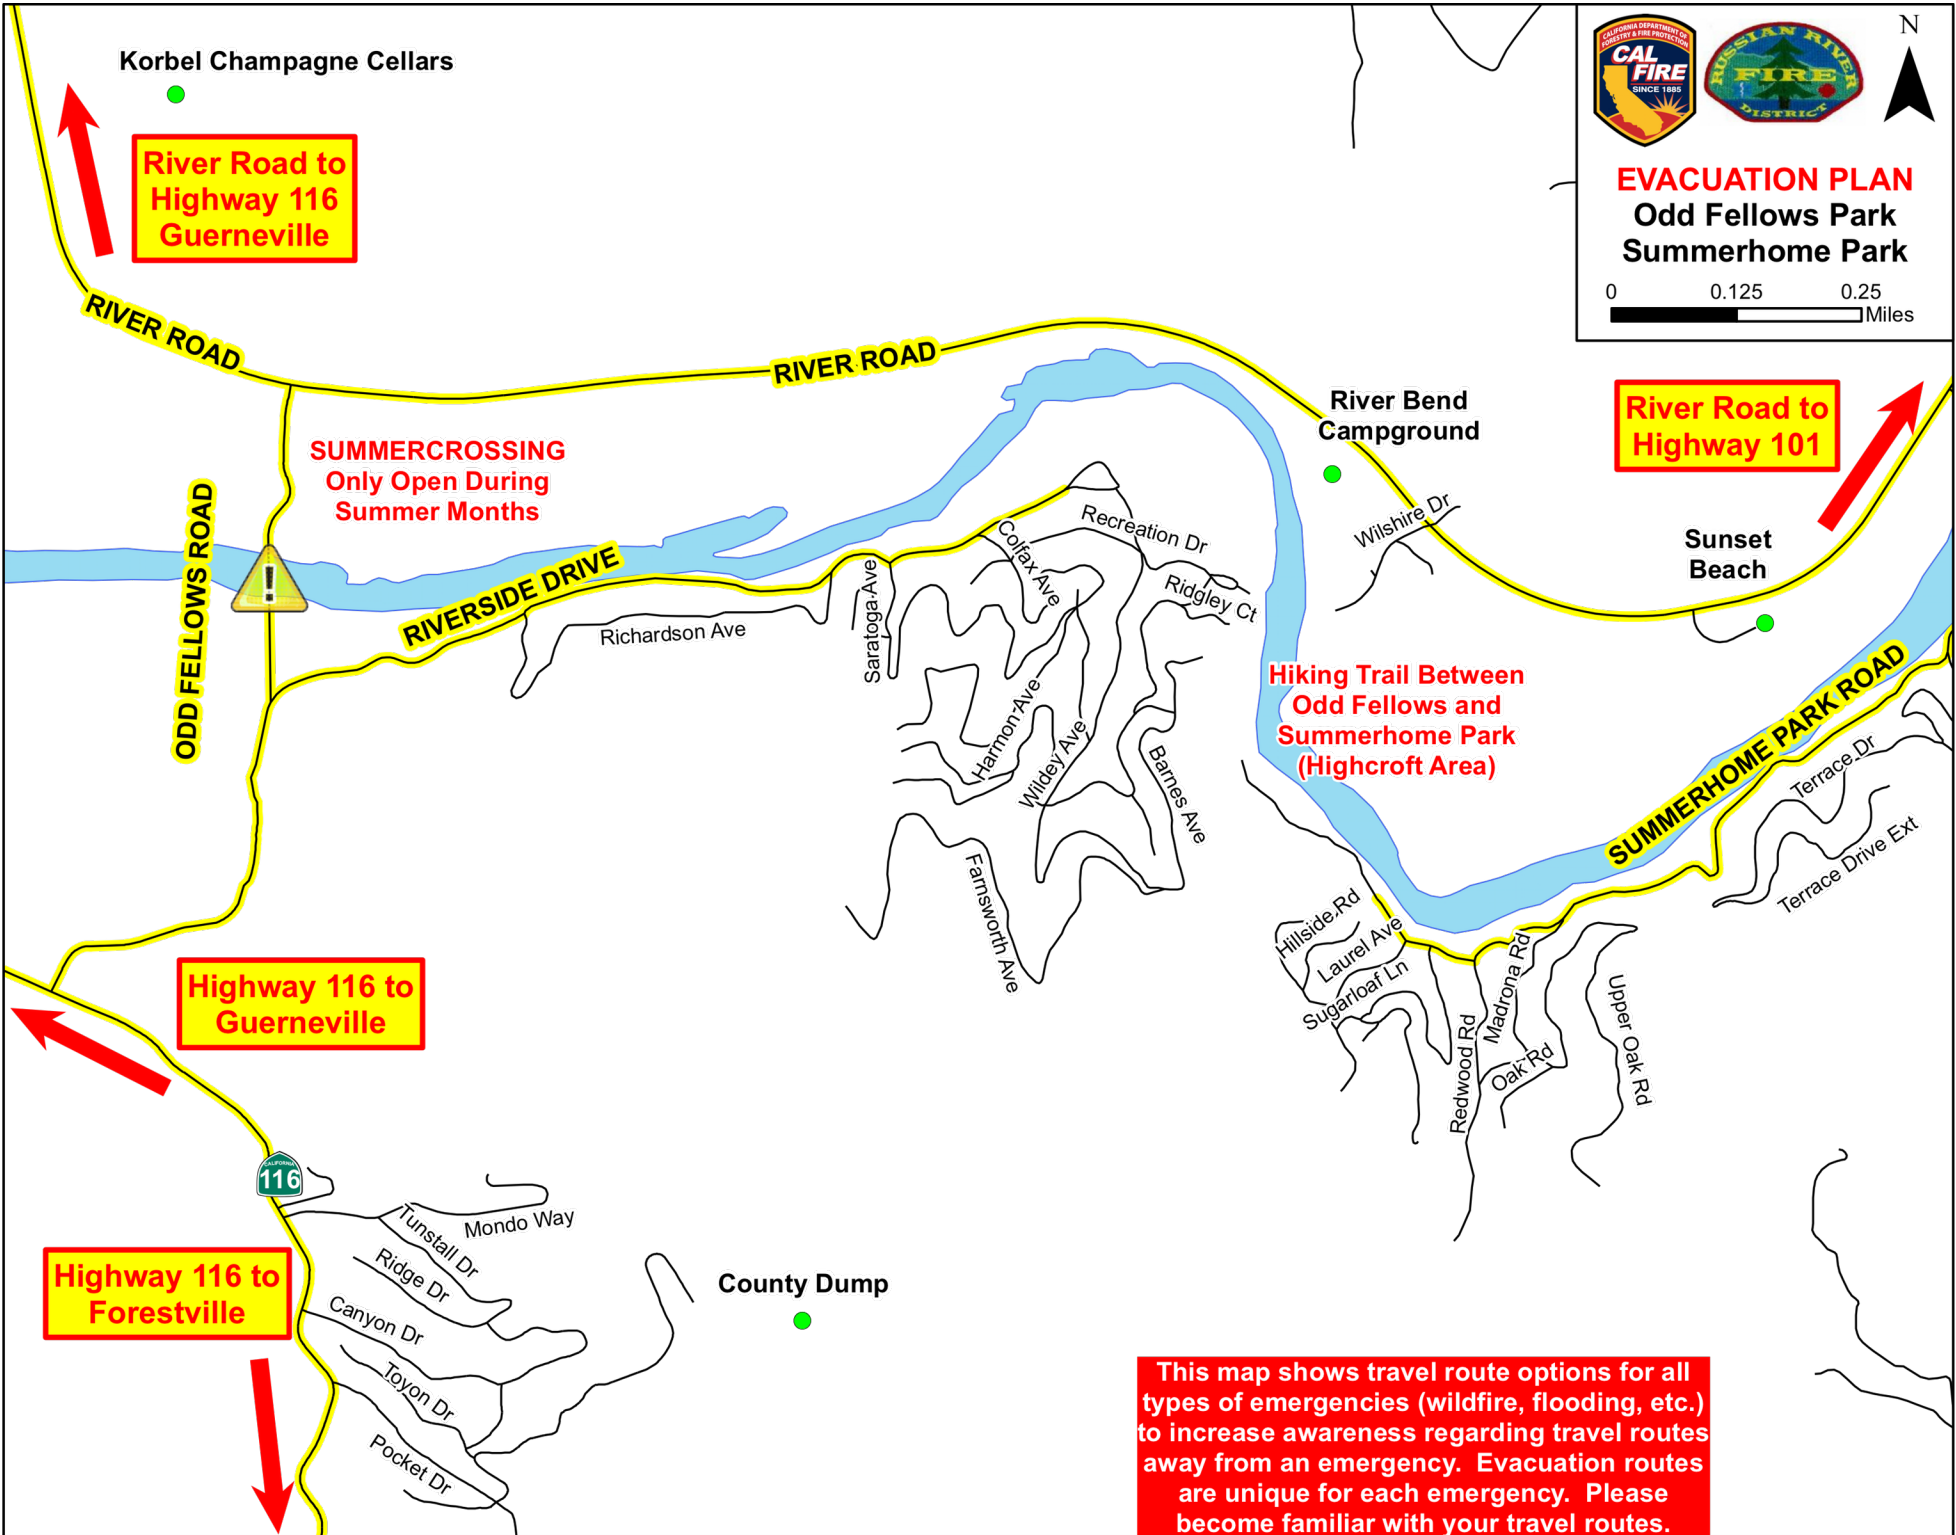 Korbel Champagne Cellars
River Road to
Highway 116
Guerneville
CALIFORNIA DEPARTMENT OF
FORESTRY & FIRE PROTECTION
CAL
FIRE
SINCE 1885
RUSSIAN RIVER
FIRE
DISTRICT
N
EVACUATION PLAN
Odd Fellows Park
Summerhome Park
0 0.125 0.25
Miles
RIVER ROAD
RIVER ROAD
River Bend
Campground
River Road to
Highway 101
SUMMERCROSSING
Only Open During
Summer Months
ODD FELLOWS ROAD
!
RIVERSIDE DRIVE
Richardson Ave
Saratoga Ave
Colfax Ave
Recreation Dr
Ridgley Ct
Wilshire Dr
Sunset
Beach
Harmon Ave
Wildey Ave
Barnes Ave
Farnsworth Ave
Hiking Trail Between
Odd Fellows and
Summerhome Park
(Highcroft Area)
SUMMERHOME PARK ROAD
Terrace Dr
Terrace Drive Ext
Hillside Rd
Laurel Ave
Sugarloaf Ln
Redwood Rd
Madrona Rd
Oak Rd
Upper Oak Rd
Highway 116 to
Guerneville
CALIFORNIA
116
Mondo Way
Tunstall Dr
Ridge Dr
Canyon Dr
Toyon Dr
Pocket Dr
Highway 116 to
Forestville
County Dump
This map shows travel route options for all
types of emergencies (wildfire, flooding, etc.)
to increase awareness regarding travel routes
away from an emergency.  Evacuation routes
are unique for each emergency.  Please
become familiar with your travel routes.